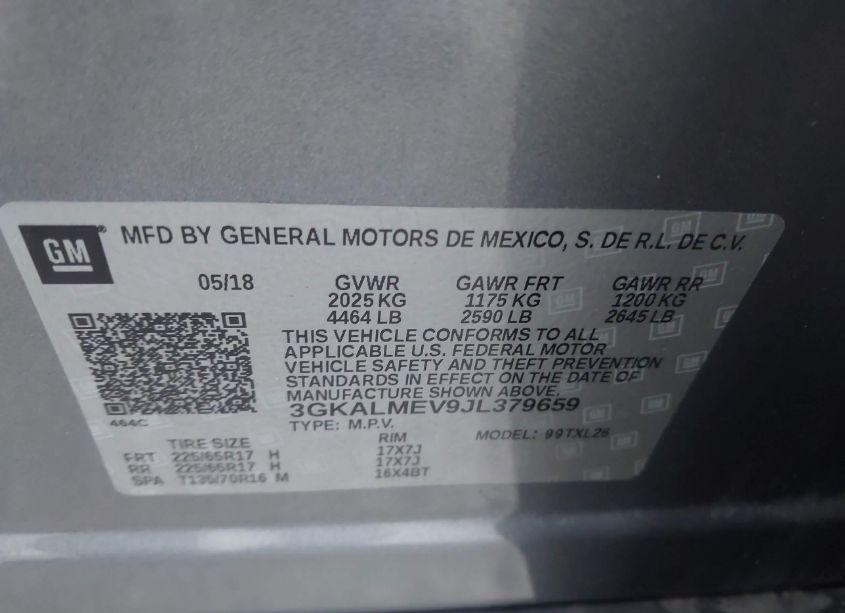 GM
MFD BY GENERAL MOTORS DE MEXICO, S. DE R.L. DE C.V.
05/18 GVWR GAWR FRT GAWR RR
2025 KG 1175 KG 1200 KG
4464 LB 2590 LB 2645 LB
THIS VEHICLE CONFORMS TO ALL
APPLICABLE U.S. FEDERAL MOTOR
VEHICLE SAFETY AND THEFT PREVENTION
STANDARDS IN EFFECT ON THE DATE OF
MANUFACTURE SHOWN ABOVE.
3GKALMEV9JL379659
464C
TYPE: M.P.V. MODEL: 99TXL26
TIRE SIZE RIM
FRT 225/65R17 H 17X7J
RR 225/65R17 H 17X7J
SPA T135/70R16 M 16X4BT